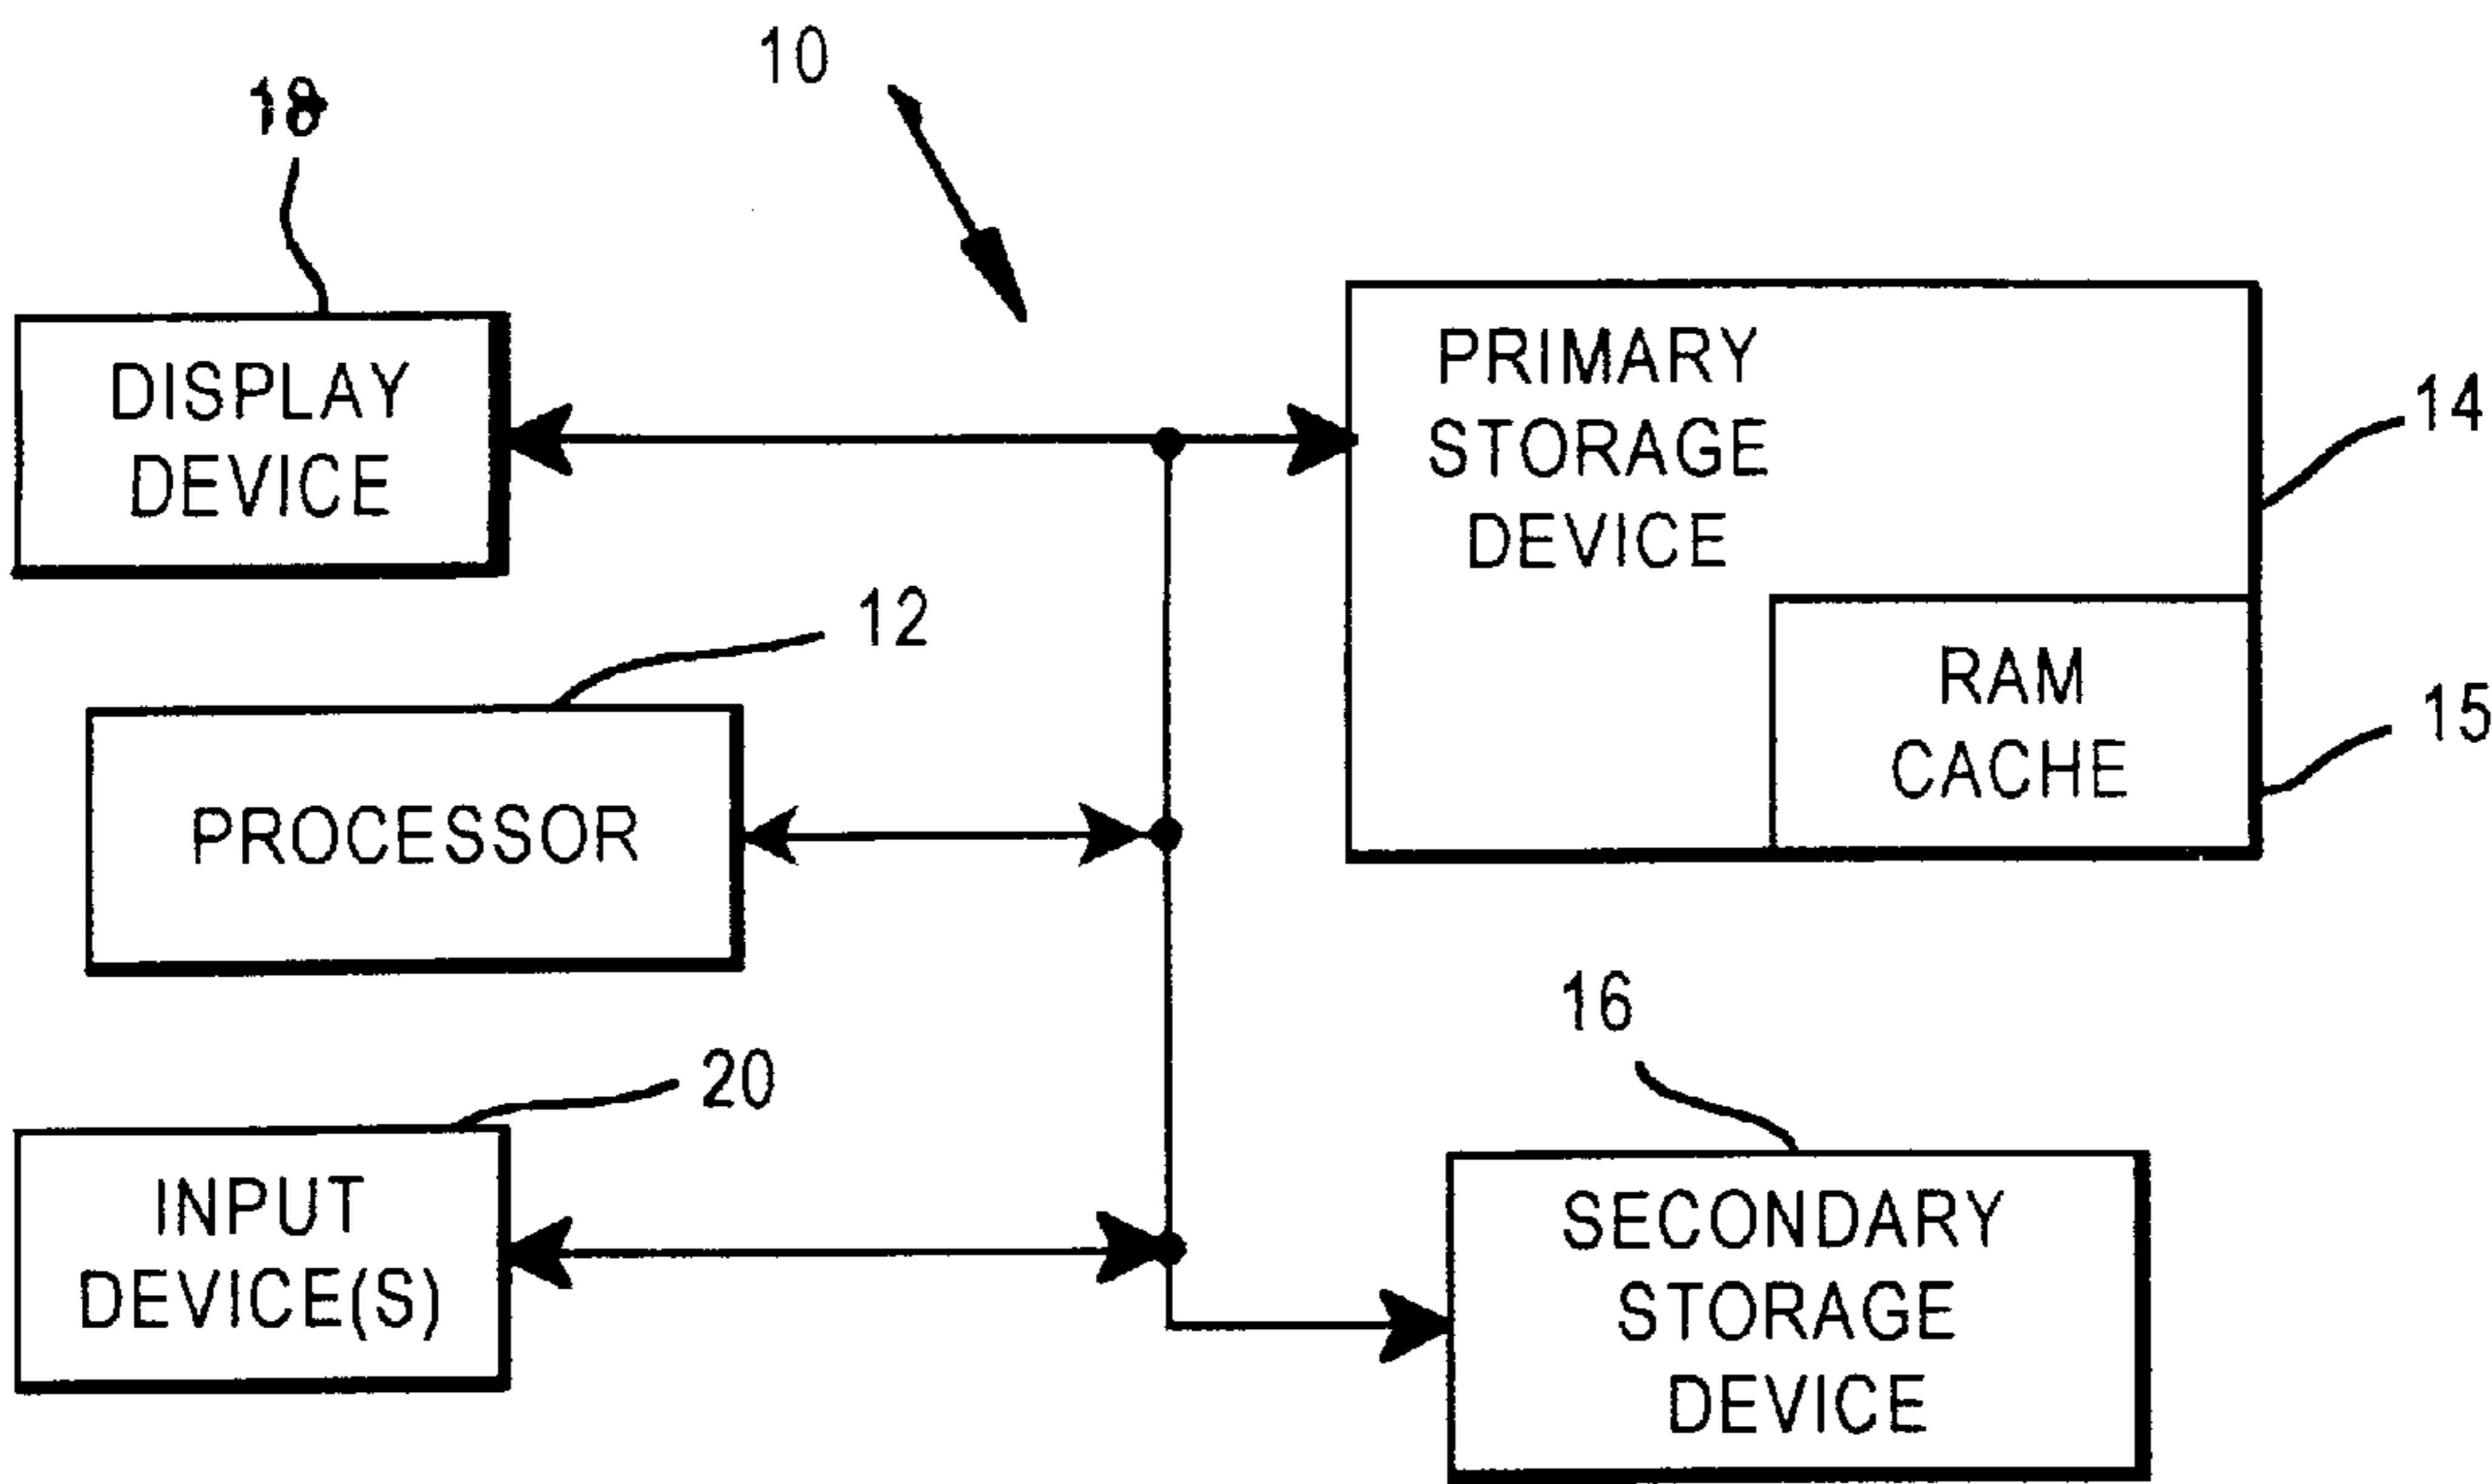 10
18
DISPLAY
DEVICE
PRIMARY
STORAGE
DEVICE
14
12
RAM
CACHE
15
PROCESSOR
16
20
INPUT
DEVICE(S)
SECONDARY
STORAGE
DEVICE